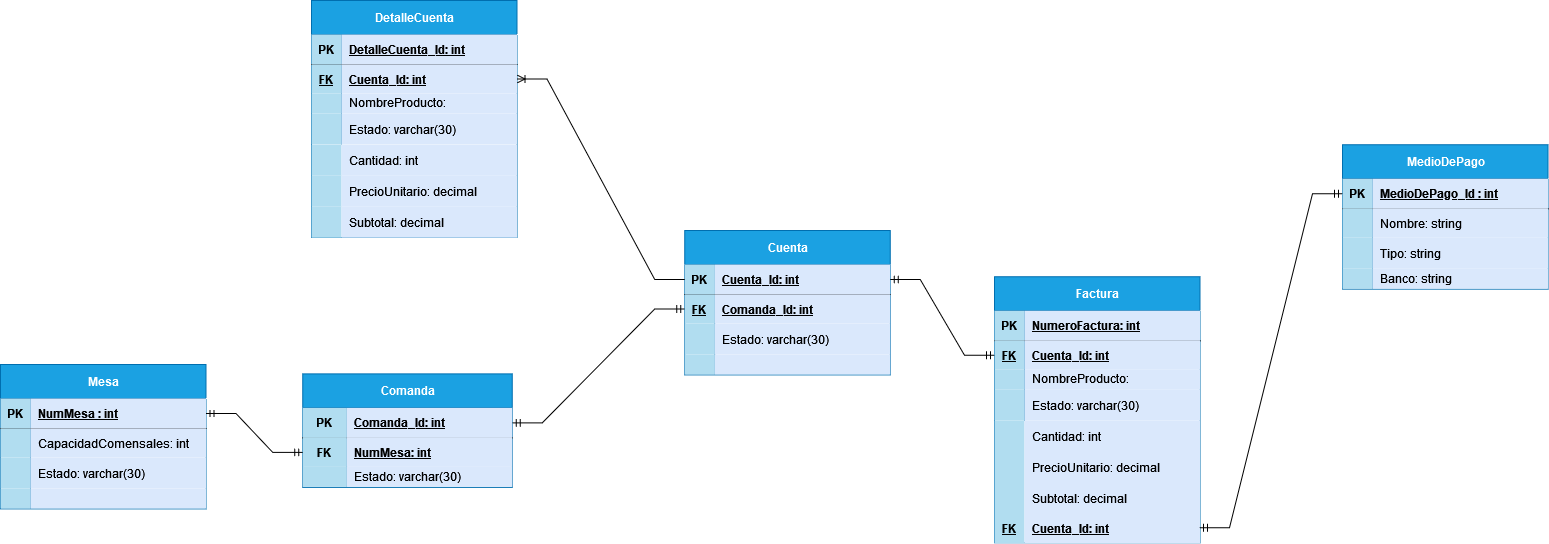 DetalleCuenta
PK DetalleCuenta_Id: int
FK Cuenta_Id: int
NombreProducto:
Estado: varchar(30)
Cantidad: int
PrecioUnitario: decimal
Subtotal: decimal
MedioDePago
PK MedioDePago_Id : int
Nombre: string
Tipo: string
Banco: string
Cuenta
PK Cuenta_Id: int
FK Comanda_Id: int
Estado: varchar(30)
Factura
PK NumeroFactura: int
FK Cuenta_Id: int
NombreProducto:
Estado: varchar(30)
Cantidad: int
PrecioUnitario: decimal
Subtotal: decimal
FK Cuenta_Id: int
Mesa
PK NumMesa : int
CapacidadComensales: int
Estado: varchar(30)
Comanda
PK Comanda_Id: int
FK NumMesa: int
Estado: varchar(30)